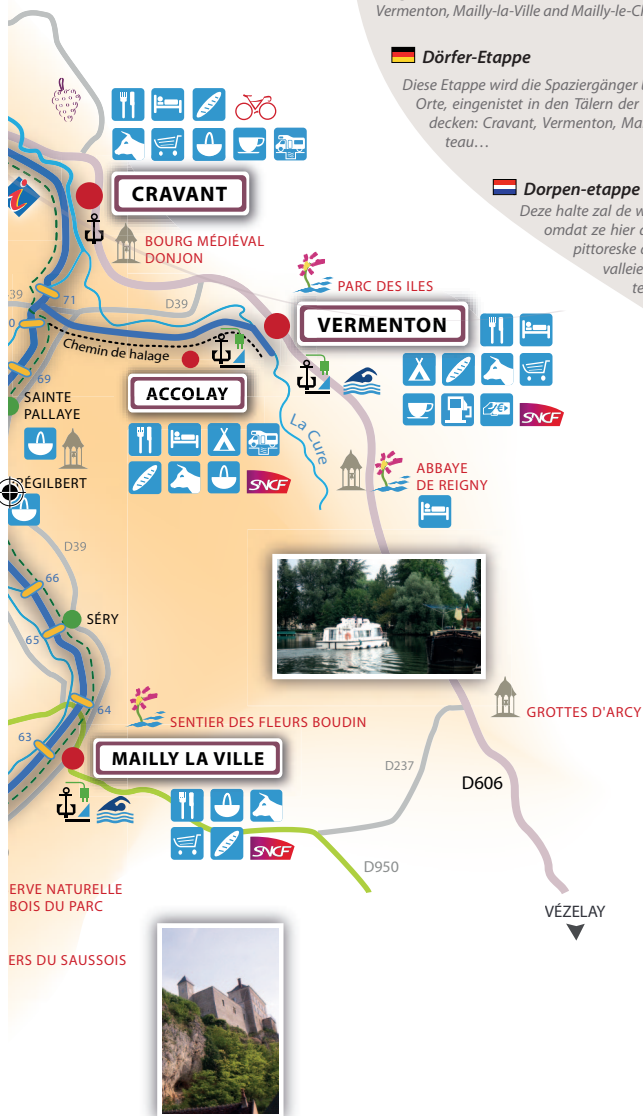 Vermenton, Mailly-la-Ville and Mailly-le-Ch
Dörfer-Etappe
Diese Etappe wird die Spaziergänger
Orte, eingenistet in den Tälern der
decken: Cravant, Vermenton, Ma
teau…
Dorpen-etappe
Deze halte zal de w
omdat ze hier
pittoreske
valleie
te
CRAVANT
BOURG MÉDIÉVAL
DONJON
PARC DES ILES
39
71
D39
0
VERMENTON
Chemin de halage
69
ACCOLAY
SNCF
SAINTE
PALLAYE
La Cure
SNCF
ÉGILBERT
ABBAYE
DE REIGNY
D39
66
SÉRY
65
64
SENTIER DES FLEURS BOUDIN
GROTTES D'ARCY
63
MAILLY LA VILLE
D237
D606
SNCF
D950
ERVE NATURELLE
BOIS DU PARC
VÉZELAY
ERS DU SAUSSOIS